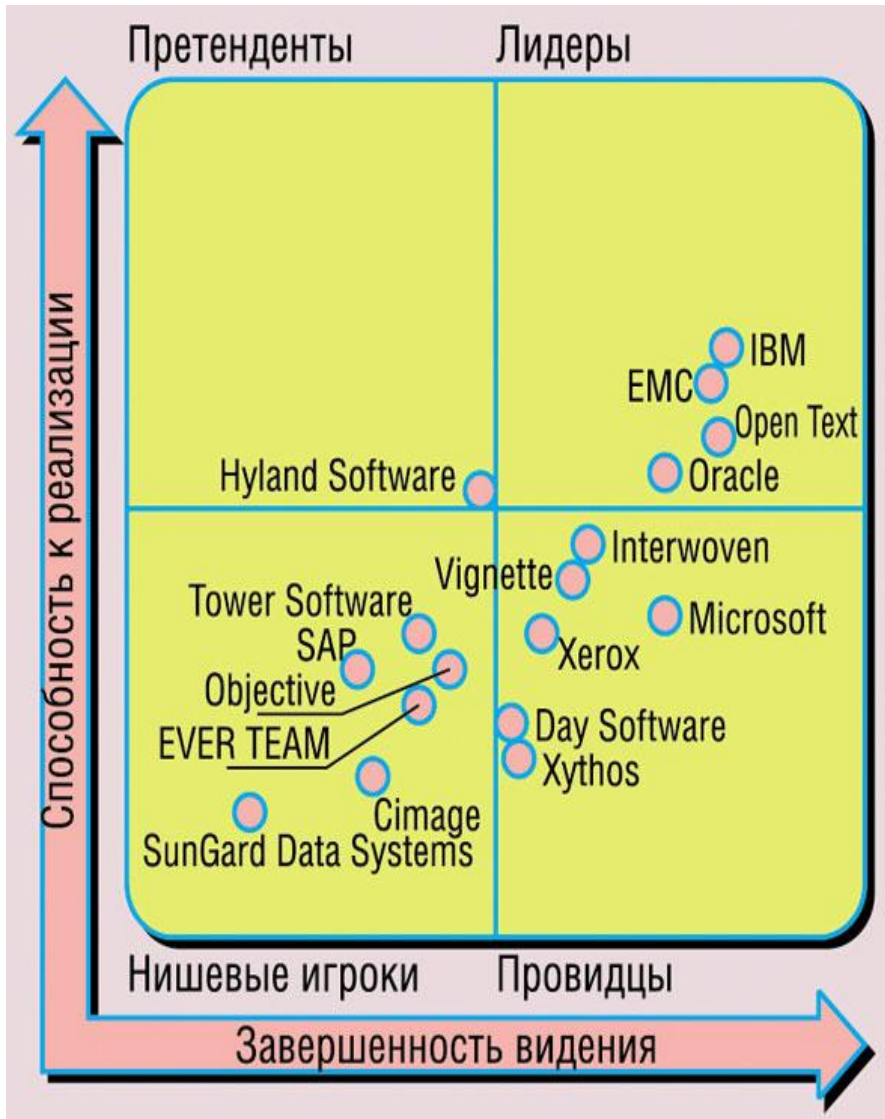 Претенденты
Лидеры
Способность к реализации
IBM
EMC
Open Text
Hyland Software
Oracle
Interwoven
Vignette
Tower Software
Microsoft
SAP
Xerox
Objective
EVER TEAM
Day Software
Xythos
Cimage
SunGard Data Systems
Нишевые игроки
Провидцы
Завершенность видения